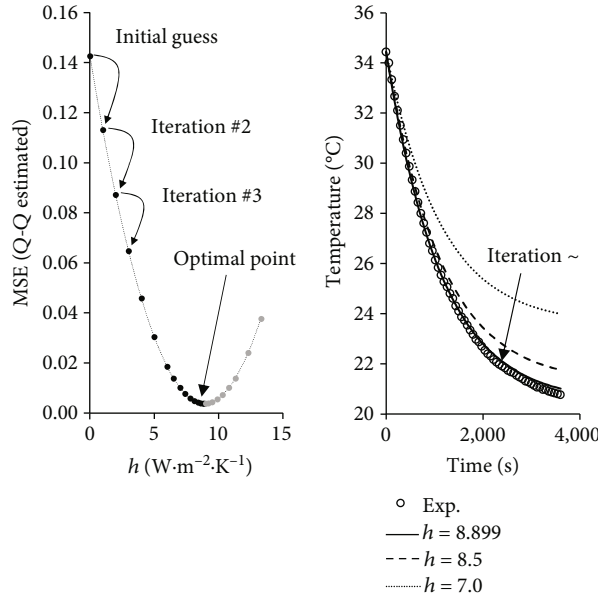 0.16
0.14
0.12
0.10
0.08
0.06
0.04
0.02
0.00
MSE (Q-Q estimated)
0
5
10
15
h (W·m⁻²·K⁻¹)
Initial guess
Iteration #2
Iteration #3
Optimal point
36
34
32
30
28
26
24
22
20
Temperature (°C)
0
2,000
4,000
Time (s)
Iteration ~
Exp.
h = 8.899
h = 8.5
h = 7.0